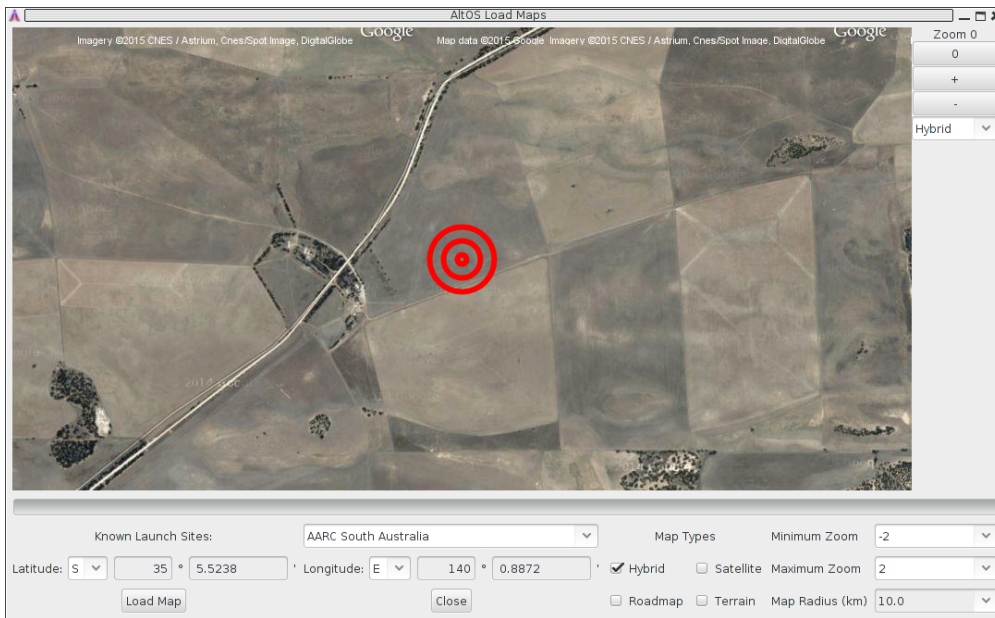 AltOS Load Maps
Imagery ©2015 CNES / Astrium, Cnes/Spot Image, DigitalGlobe
Google
Map data ©2015 Google Imagery ©2015 CNES / Astrium, Cnes/Spot Image, DigitalGlobe
Google
Zoom 0
0
+
-
Hybrid
Known Launch Sites: AARC South Australia Map Types Minimum Zoom -2
Latitude: S 35 ° 5.5238 ' Longitude: E 140 ° 0.8872 ' Hybrid Satellite Maximum Zoom 2
Load Map Close Roadmap Terrain Map Radius (km) 10.0